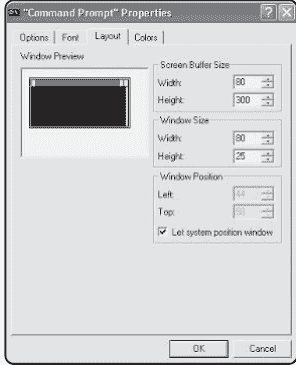 "Command Prompt" Properties
Options Font Layout Colors
Window Preview
Screen Buffer Size
Width: 80
Height: 300
Window Size
Width: 80
Height: 25
Window Position
Left: 44
Top:
Let system position window
OK Cancel